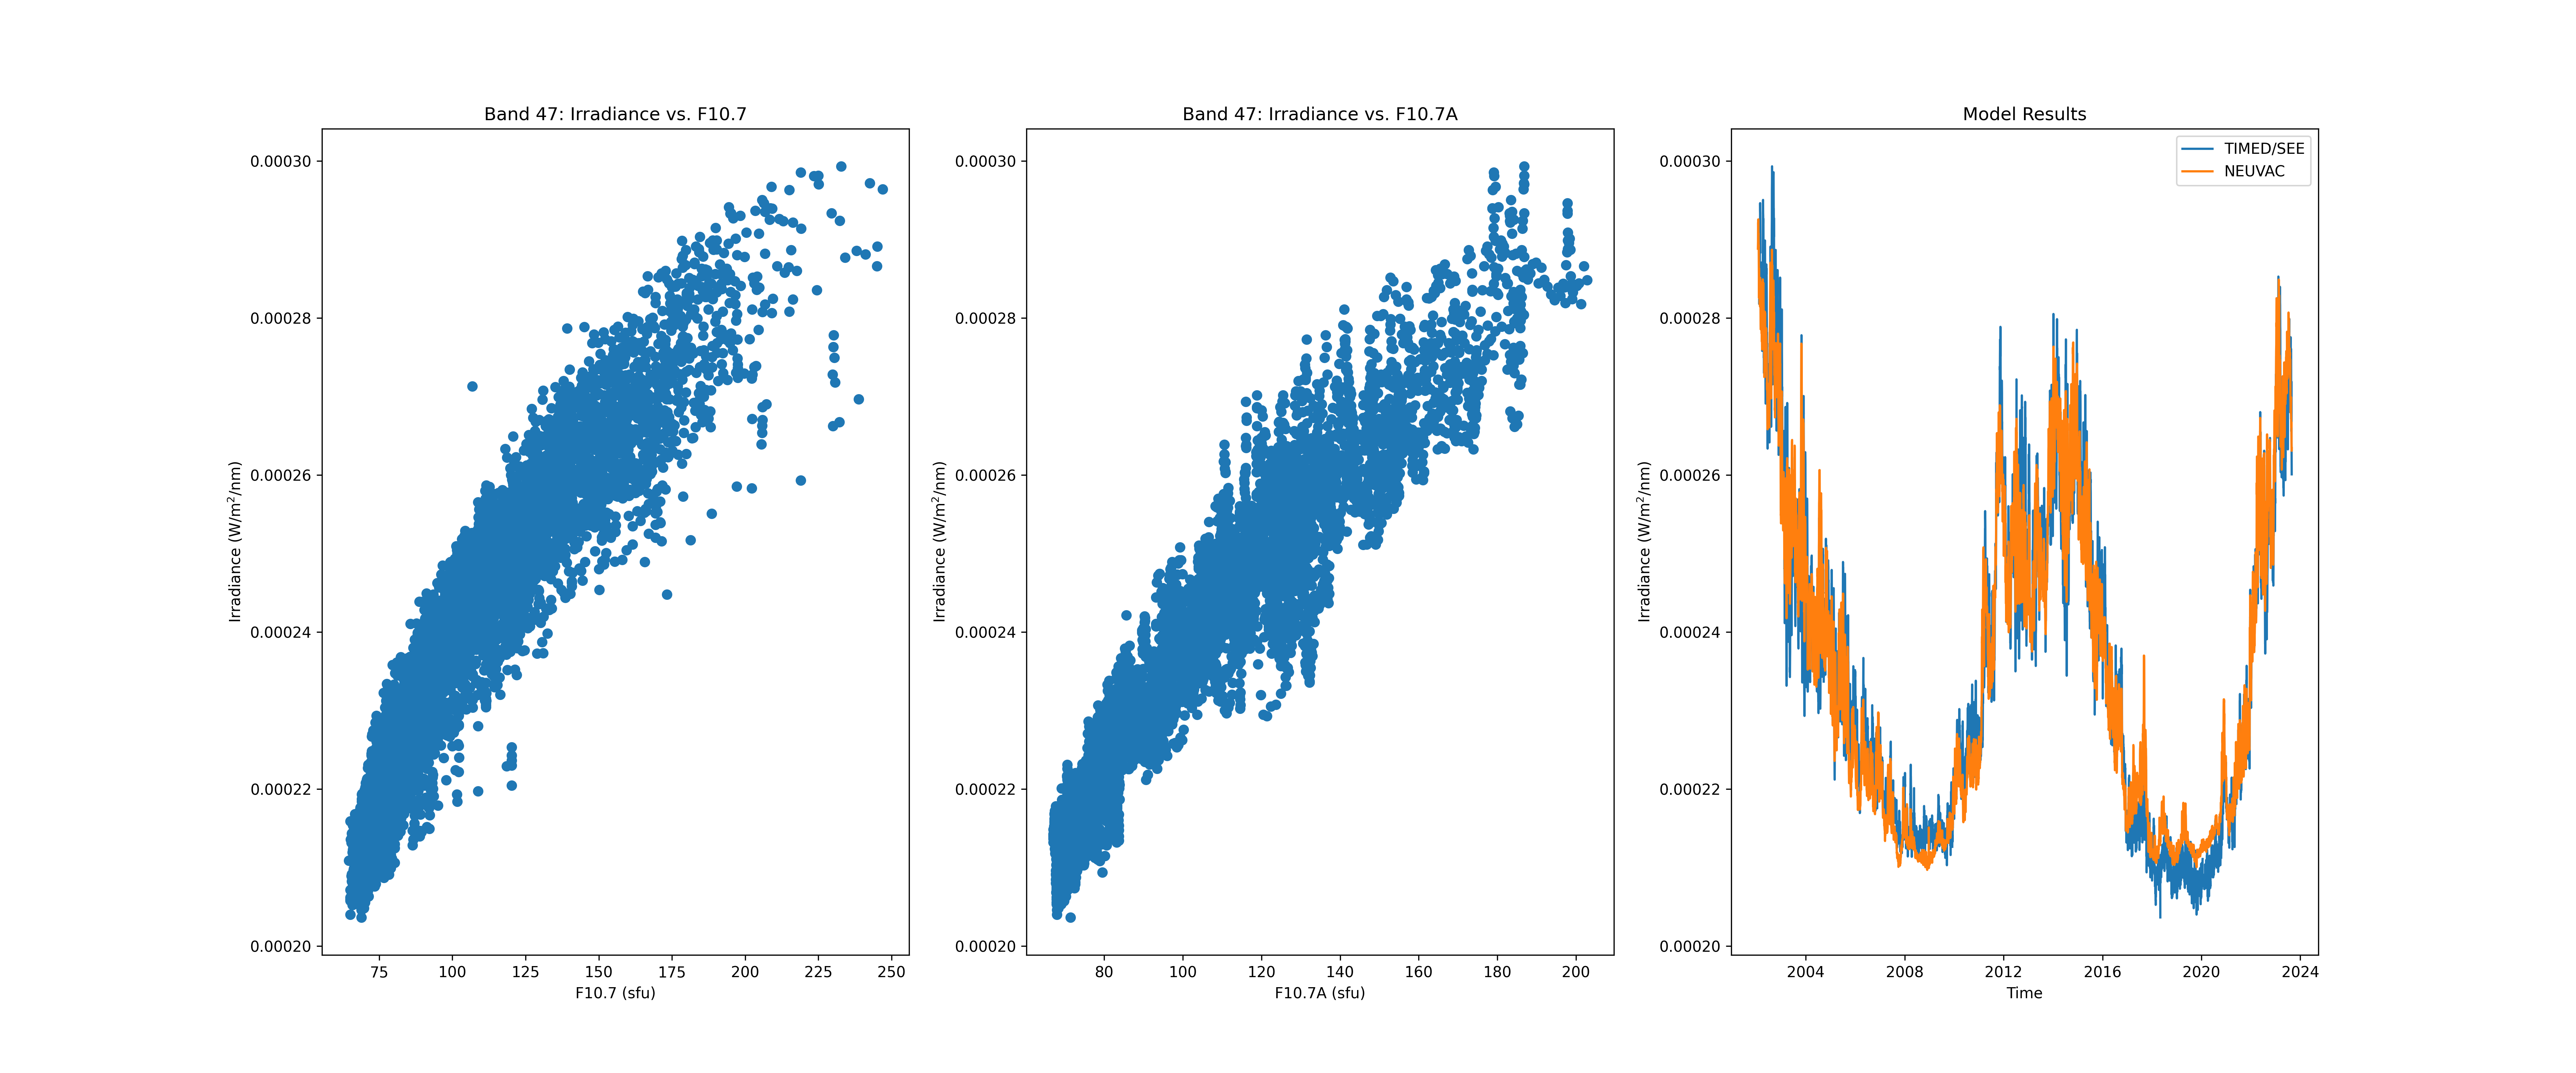 Band 47: Irradiance vs. F10.7
Irradiance (W/m²/nm)
0.00030
0.00028
0.00026
0.00024
0.00022
0.00020
75 100 125 150 175 200 225 250
F10.7 (sfu)
Band 47: Irradiance vs. F10.7A
Irradiance (W/m²/nm)
0.00030
0.00028
0.00026
0.00024
0.00022
0.00020
80 100 120 140 160 180 200
F10.7A (sfu)
Model Results
TIMED/SEE
NEUVAC
Irradiance (W/m²/nm)
0.00030
0.00028
0.00026
0.00024
0.00022
0.00020
2004 2008 2012 2016 2020 2024
Time